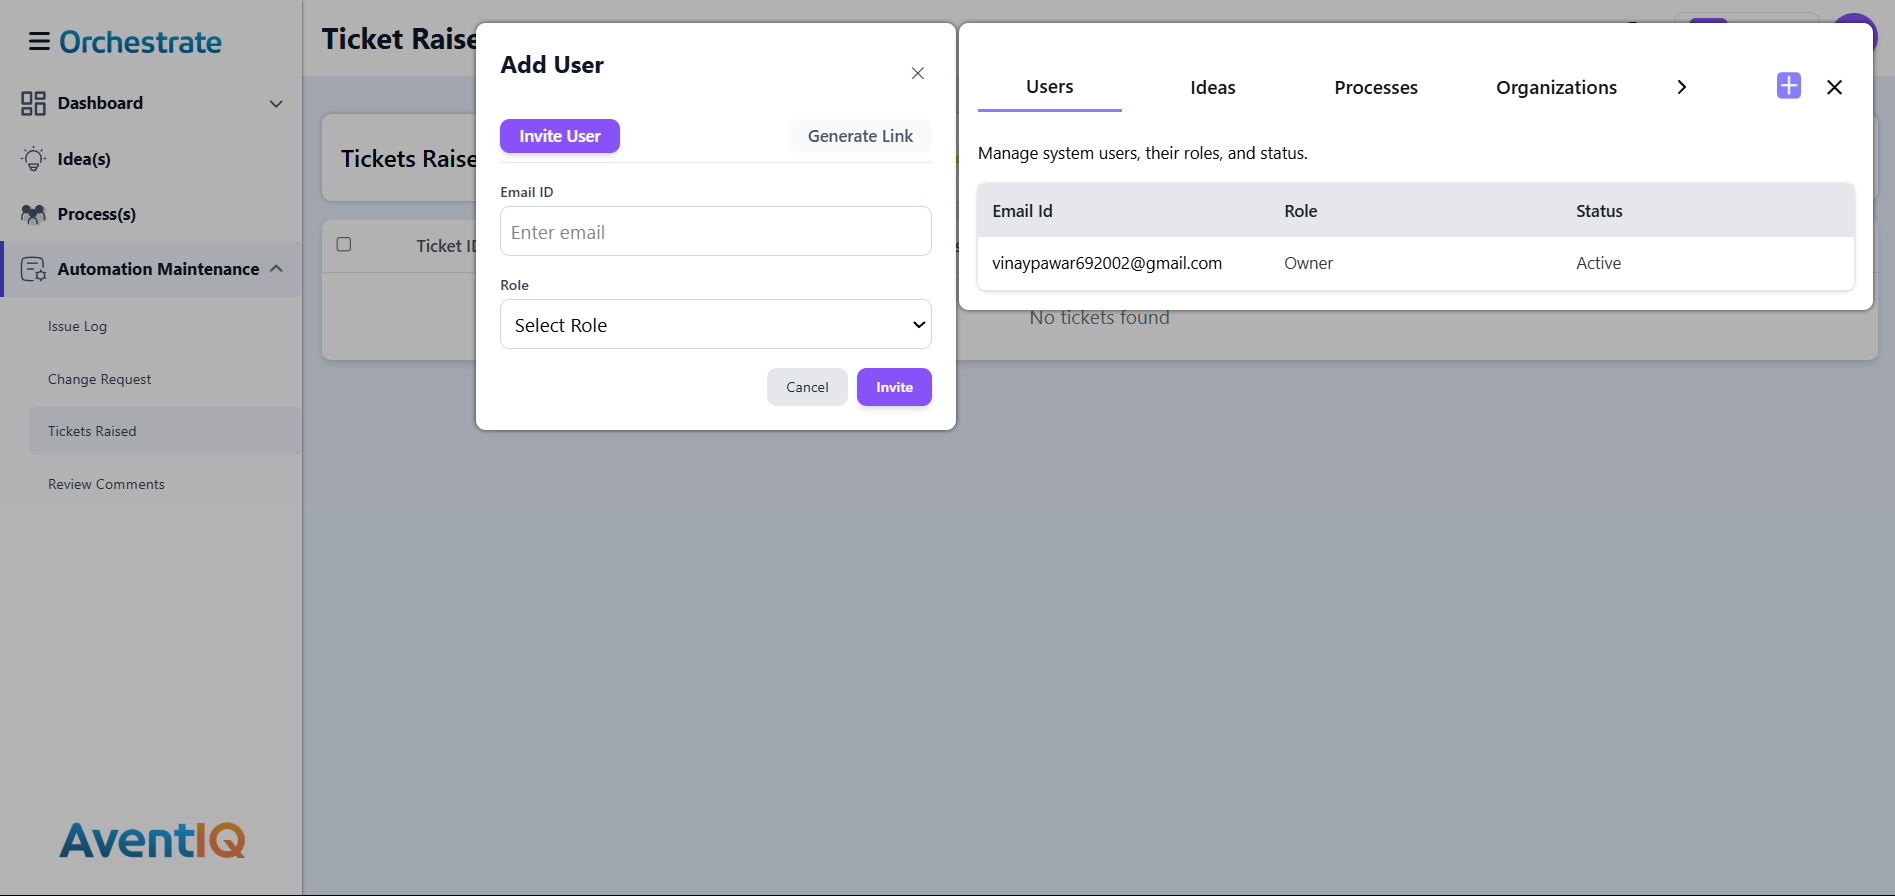 Orchestrate
Dashboard
Idea(s)
Process(s)
Automation Maintenance
Issue Log
Change Request
Tickets Raised
Review Comments
AventIQ
Ticket Raise
Tickets Raise
Ticket ID
No tickets found
Add User
Invite User
Generate Link
Email ID
Enter email
Role
Select Role
Cancel
Invite
Users Ideas Processes Organizations
Manage system users, their roles, and status.
Email Id Role Status
vinaypawar692002@gmail.com Owner Active